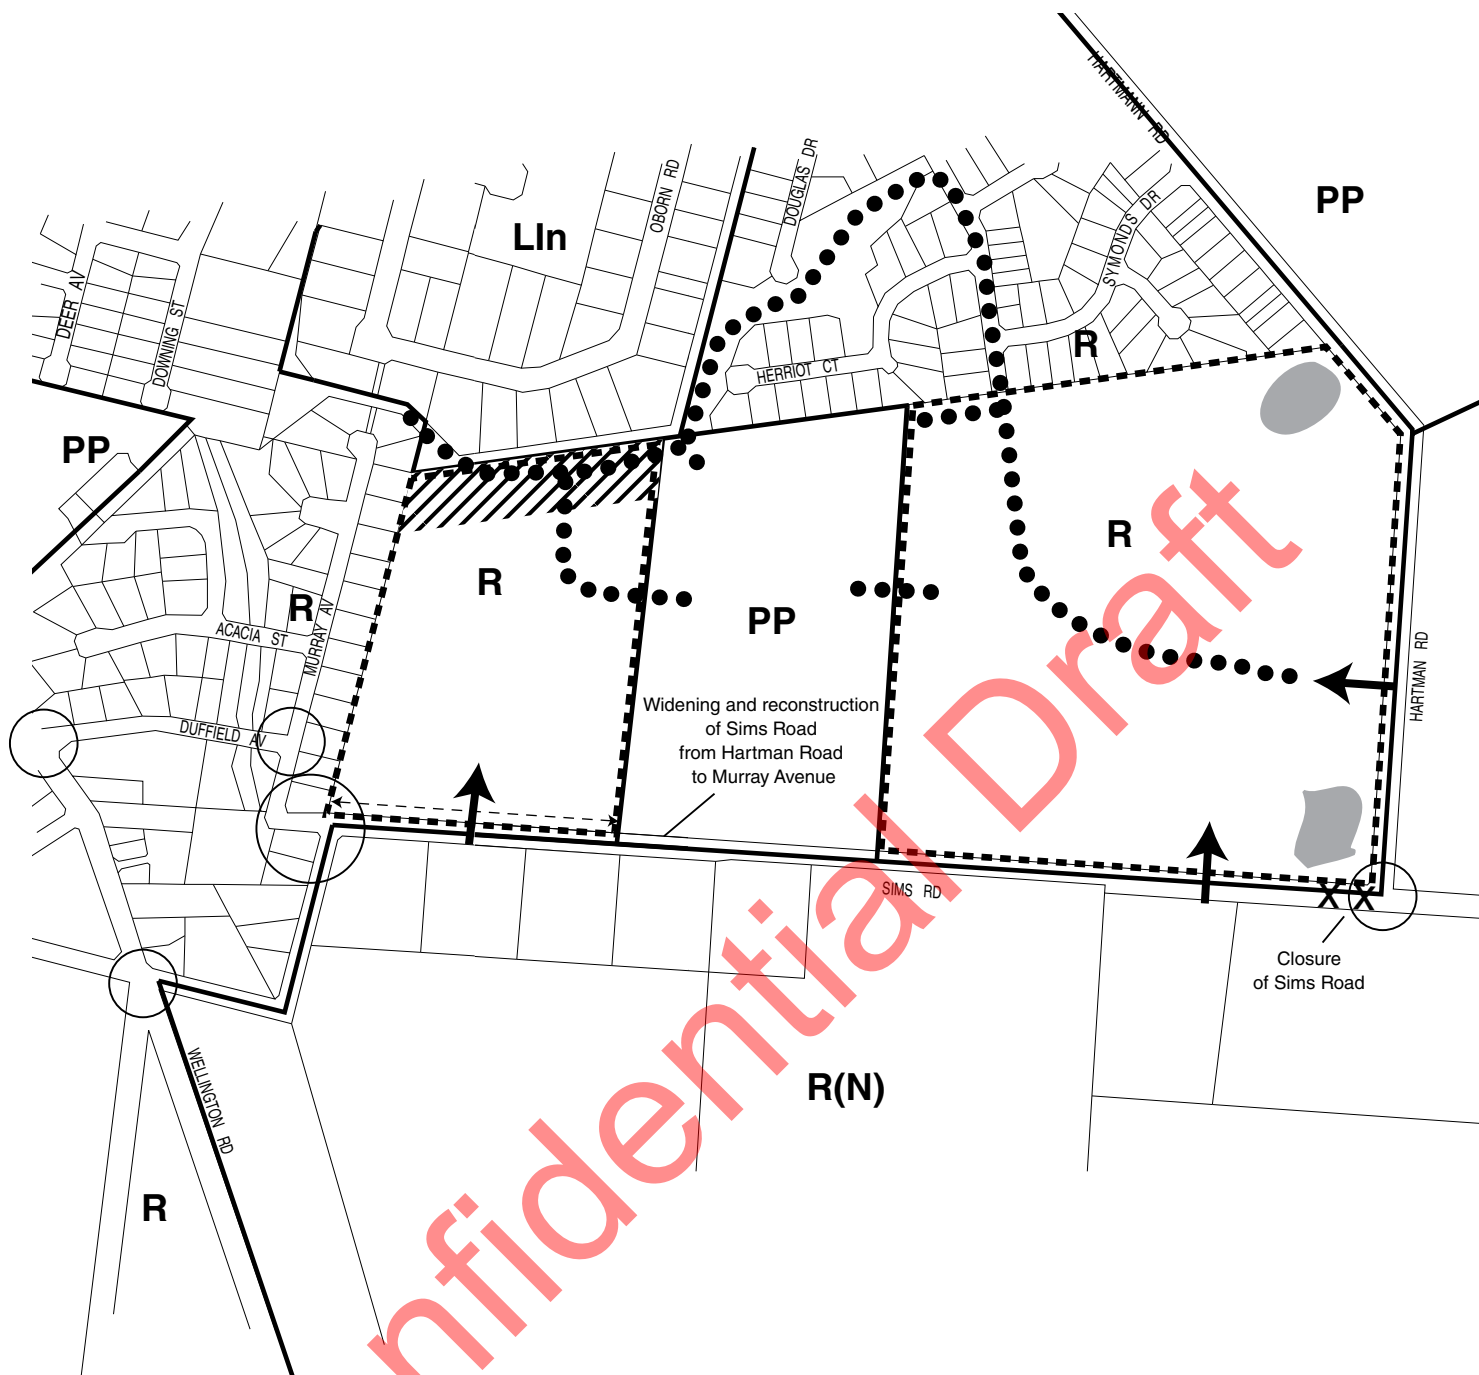 HARTMANN RD
PP
DOUGLAS DR
OBORN RD
LIn
SYMONDS DR
DEER AV
DOWNING ST
R
HERRIOT CT
PP
R
R
R
MURRAY AV
ACACIA ST
PP
HARTMAN RD
Widening and reconstruction
of Sims Road
from Hartman Road
to Murray Avenue
DUFFIELD AV
SIMS RD
X X
Closure
of Sims Road
R(N)
WELLINGTON RD
R
nfidential Draft